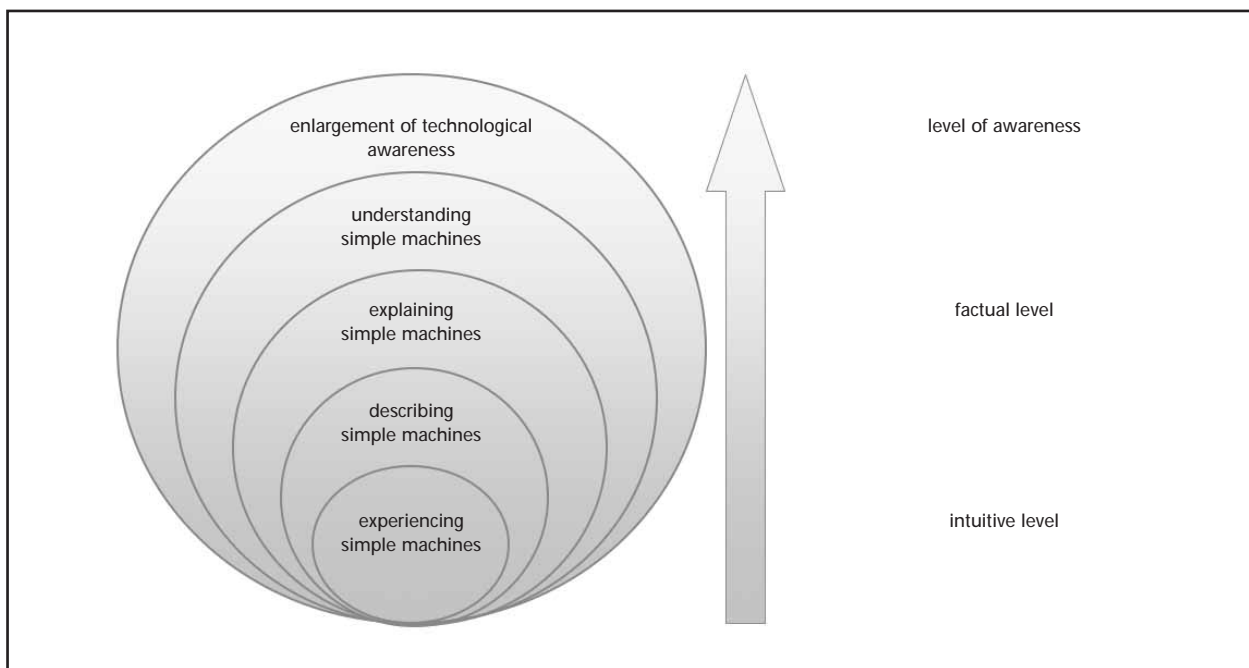 enlargement of technological
awareness
level of awareness
understanding
simple machines
explaining
simple machines
factual level
describing
simple machines
experiencing
simple machines
intuitive level